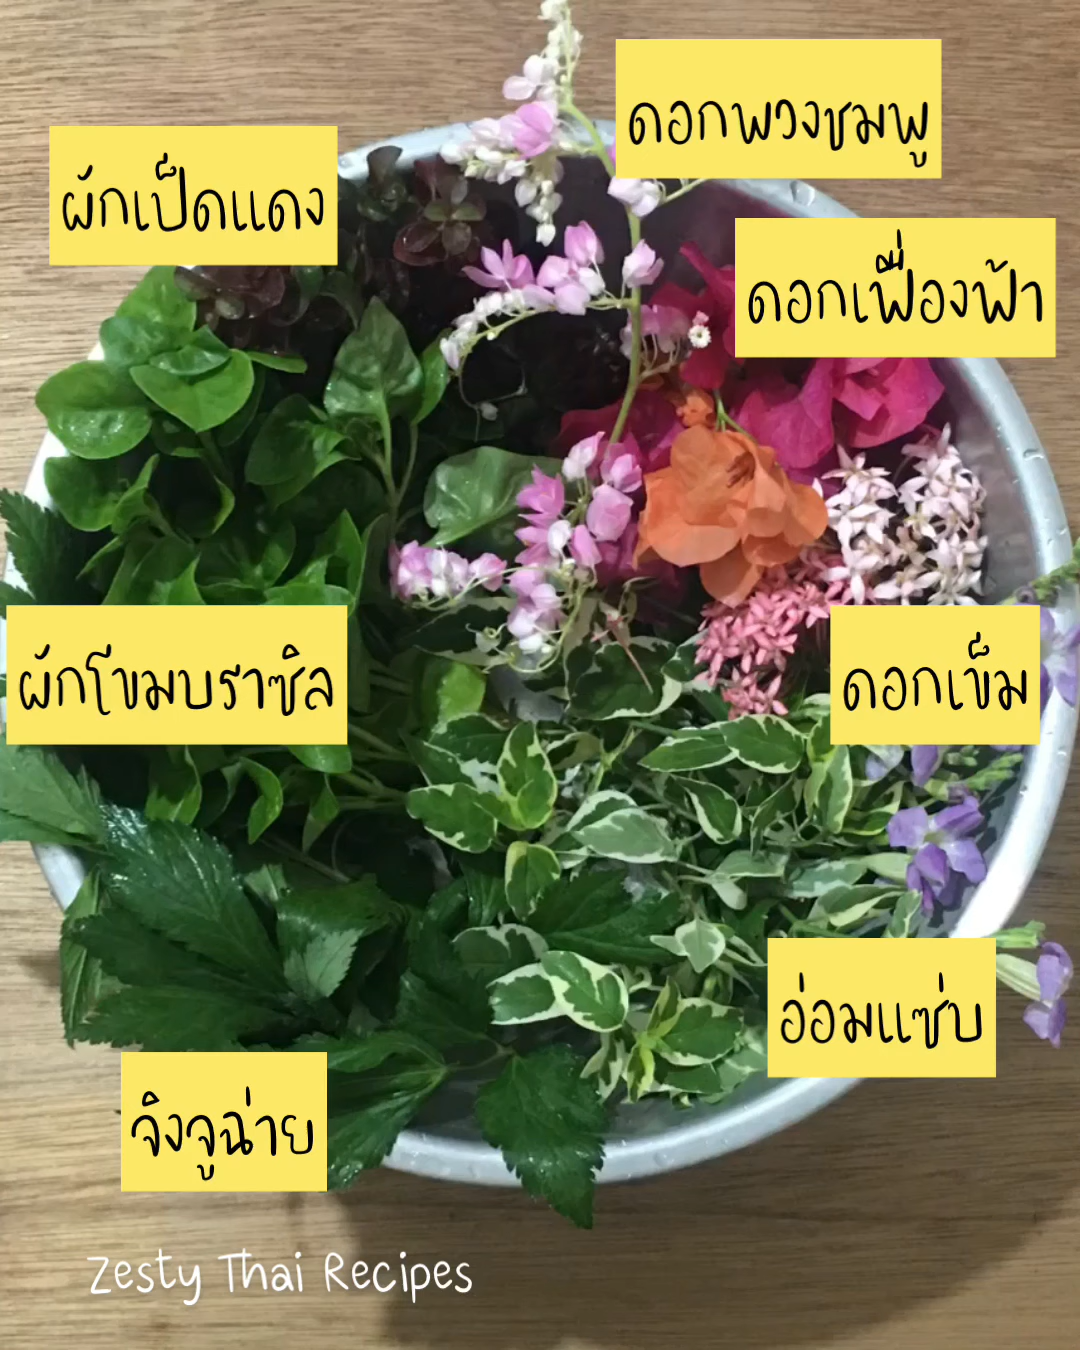 ดอกพวงชมพู
ผักเป็ดแดง
ดอกเฟื่องฟ้า
ผักโขมบราซิล
ดอกเข็ม
อ่อมแซ่บ
จิงจูฉ่าย
Zesty Thai Recipes